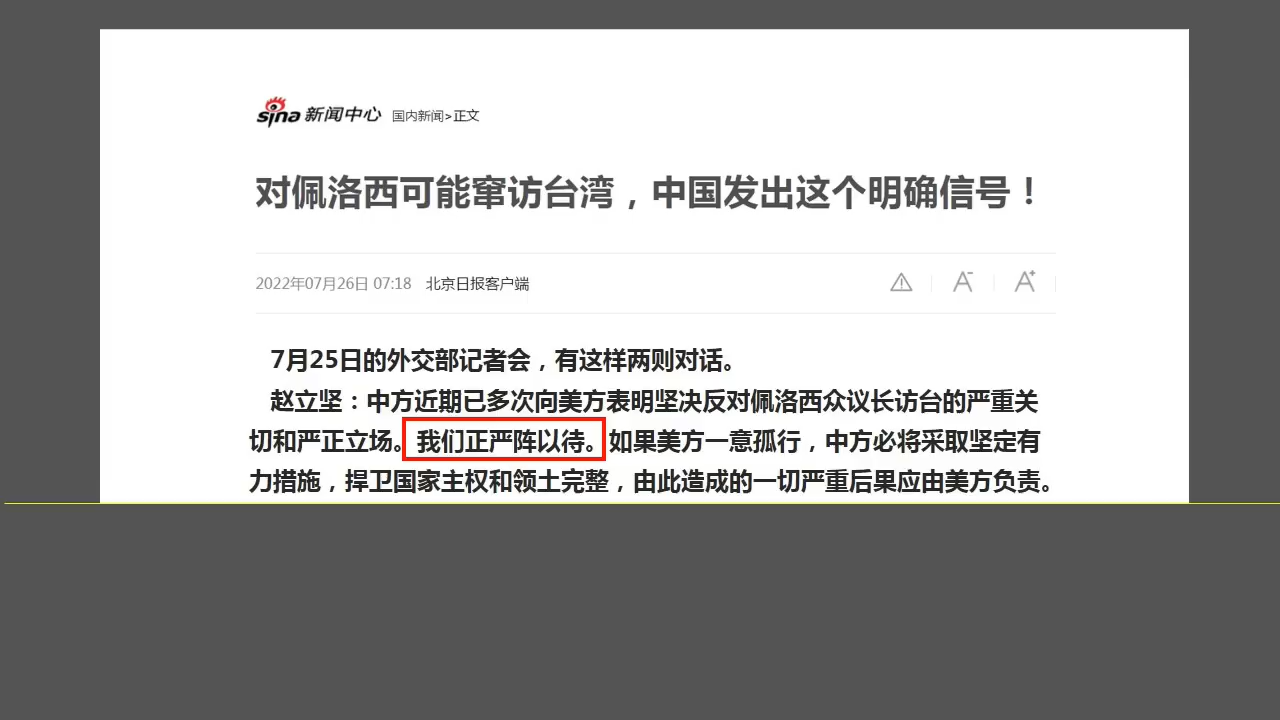 sina 新闻中心 国内新闻>正文
对佩洛西可能窜访台湾，中国发出这个明确信号！
2022年07月26日 07:18 北京日报客户端 A- A+
7月25日的外交部记者会，有这样两则对话。
赵立坚：中方近期已多次向美方表明坚决反对佩洛西众议长访台的严重关
切和严正立场。我们正严阵以待。如果美方一意孤行，中方必将采取坚定有
力措施，捍卫国家主权和领土完整，由此造成的一切严重后果应由美方负责。